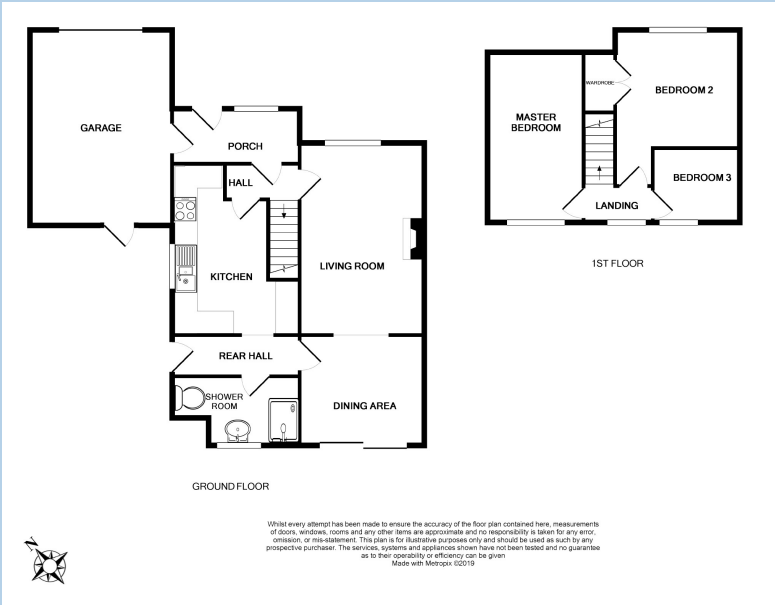 GARAGE
PORCH
HALL
KITCHEN
LIVING ROOM
REAR HALL
SHOWER
ROOM
DINING AREA
GROUND FLOOR
WARDROBE
BEDROOM 2
MASTER
BEDROOM
BEDROOM 3
LANDING
1ST FLOOR
N
Whilst every attempt has been made to ensure the accuracy of the floor plan contained here, measurements
of doors, windows, rooms and any other items are approximate and no responsibility is taken for any error,
omission, or mis-statement. This plan is for illustrative purposes only and should be used as such by any
prospective purchaser. The services, systems and appliances shown have not been tested and no guarantee
as to their operability or efficiency can be given
Made with Metropix ©2019